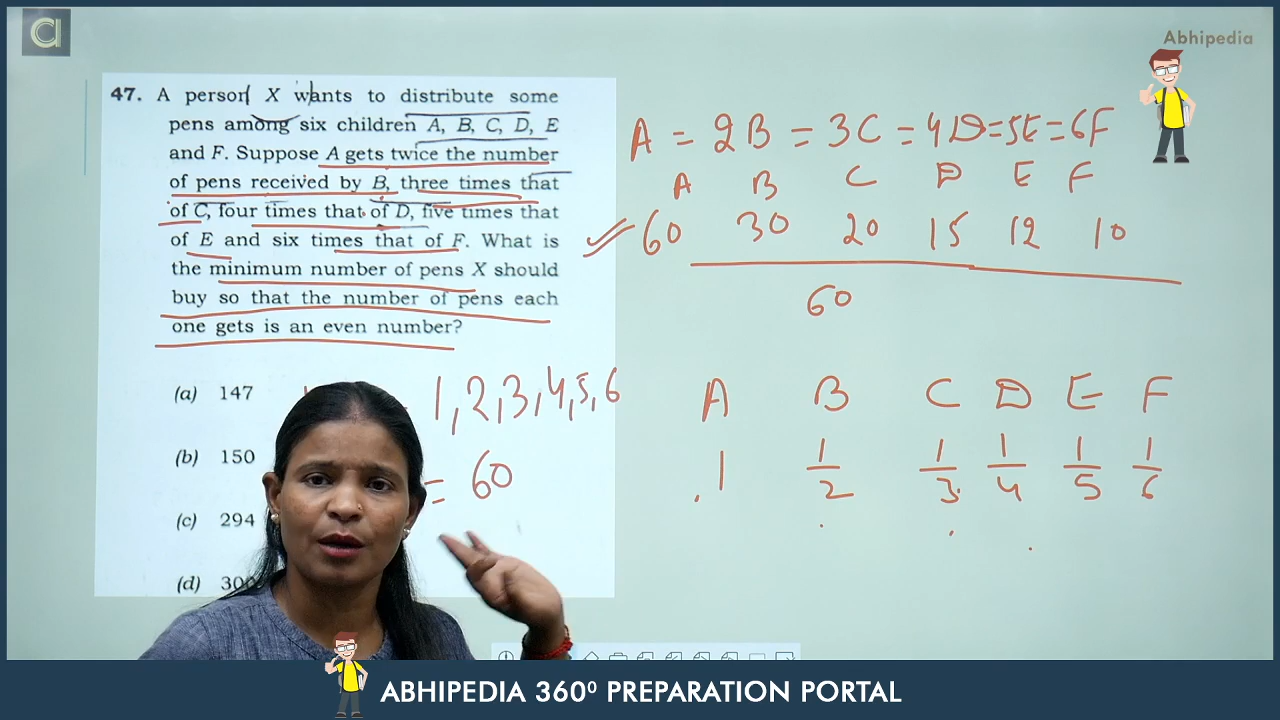 Abhipedia
47. A person X wants to distribute some
pens among six children A, B, C, D, E
and F. Suppose A gets twice the number
of pens received by B, three times that
of C, four times that of D, five times that
of E and six times that of F. What is
the minimum number of pens X should
buy so that the number of pens each
one gets is an even number?
(a) 147
(b) 150
(c) 294
(d)
1,2,3,4,5,6
= 60
A = 2B = 3C = 4D = 5E = 6F
A B C D E F
60 30 20 15 12 10
60
A B C D E F
1 1/2 1/3 1/4 1/5 1/6
ABHIPEDIA 360⁰ PREPARATION PORTAL